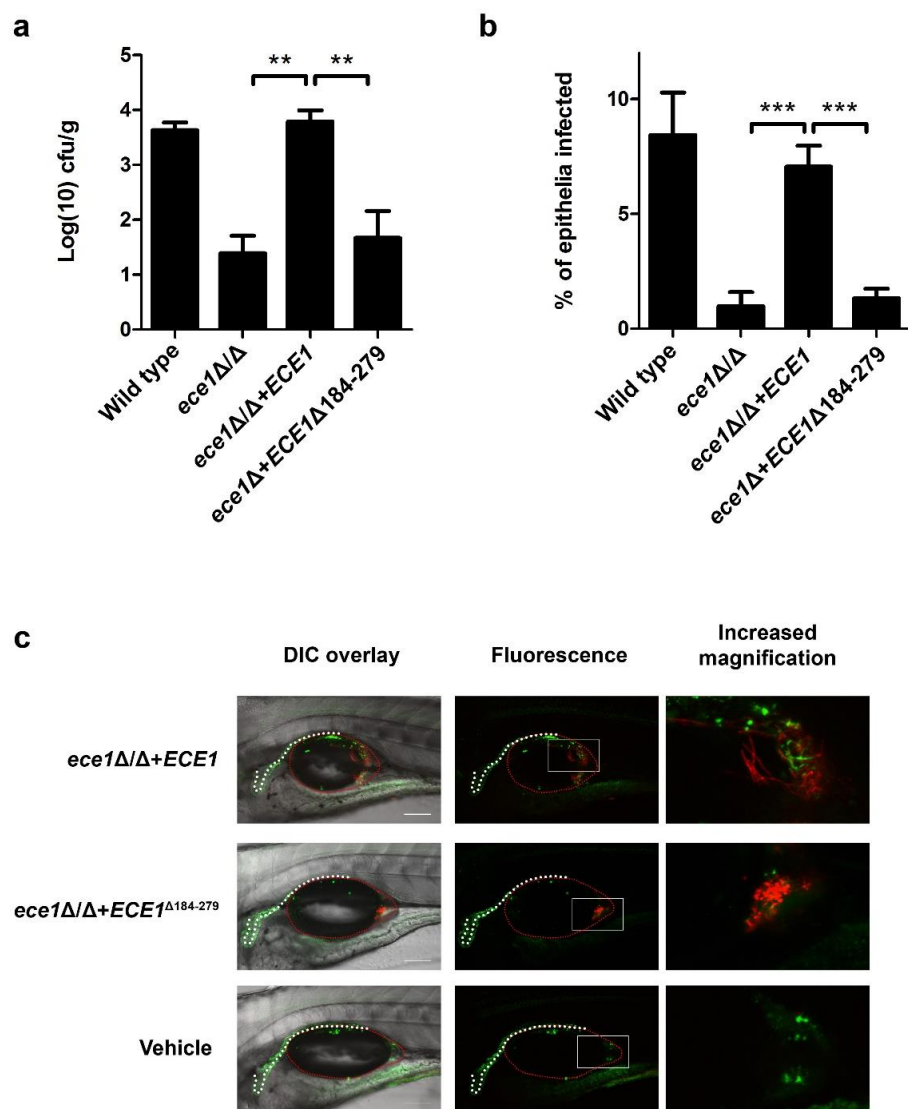 a
Log(10) cfu/g
5
4
3
2
1
0
** **
Wild type
ece1Δ/Δ
ece1Δ/Δ+ECE1
ece1Δ+ECE1Δ184-279
b
% of epithelia infected
10
5
0
*** ***
Wild type
ece1Δ/Δ
ece1Δ/Δ+ECE1
ece1Δ+ECE1Δ184-279
c
DIC overlay
Fluorescence
Increased
magnification
ece1Δ/Δ+ECE1
ece1Δ/Δ+ECE1Δ184-279
Vehicle